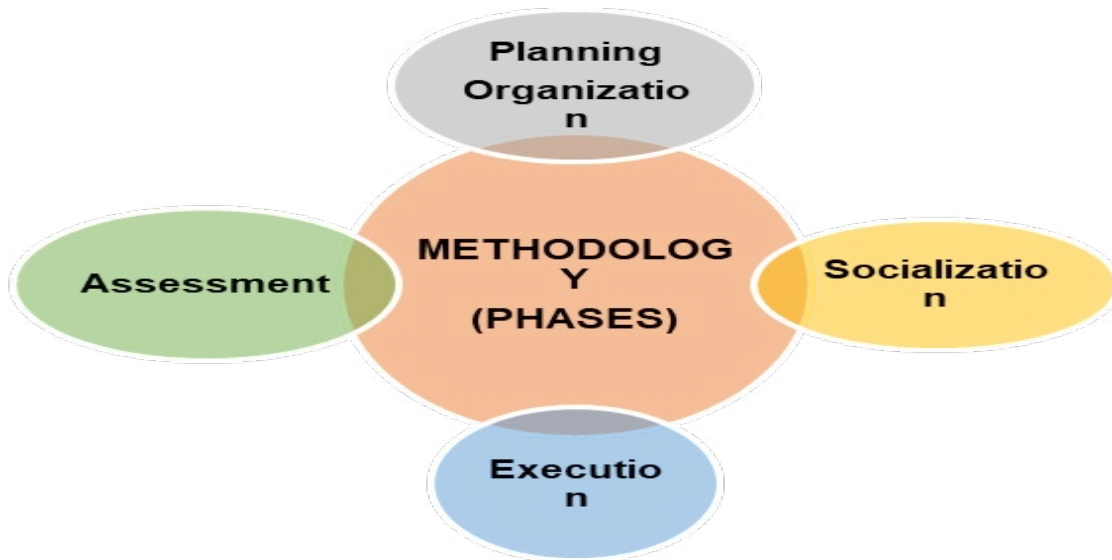 Planning
Organizatio
n
METHODOLOG
Y
(PHASES)
Assessment
Socializatio
n
Executio
n